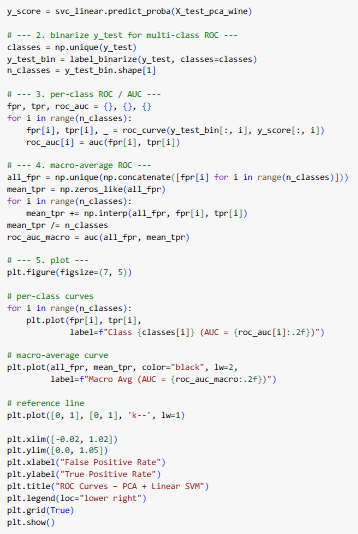 y_score = svc_linear.predict_proba(X_test_pca_wine)
# --- 2. binarize y_test for multi-class ROC ---
classes = np.unique(y_test)
y_test_bin = label_binarize(y_test, classes=classes)
n_classes = y_test_bin.shape[1]
# --- 3. per-class ROC / AUC ---
fpr, tpr, roc_auc = {}, {}, {}
for i in range(n_classes):
    fpr[i], tpr[i], _ = roc_curve(y_test_bin[:, i], y_score[:, i])
    roc_auc[i] = auc(fpr[i], tpr[i])
# --- 4. macro-average ROC ---
all_fpr = np.unique(np.concatenate([fpr[i] for i in range(n_classes)]))
mean_tpr = np.zeros_like(all_fpr)
for i in range(n_classes):
    mean_tpr += np.interp(all_fpr, fpr[i], tpr[i])
mean_tpr /= n_classes
roc_auc_macro = auc(all_fpr, mean_tpr)
# --- 5. plot ---
plt.figure(figsize=(7, 5))
# per-class curves
for i in range(n_classes):
    plt.plot(fpr[i], tpr[i],
             label=f"Class {classes[i]} (AUC = {roc_auc[i]:.2f})")
# macro-average curve
plt.plot(all_fpr, mean_tpr, color="black", lw=2,
         label=f"Macro Avg (AUC = {roc_auc_macro:.2f})")
# reference line
plt.plot([0, 1], [0, 1], 'k--', lw=1)
plt.xlim([-0.02, 1.02])
plt.ylim([0.0, 1.05])
plt.xlabel("False Positive Rate")
plt.ylabel("True Positive Rate")
plt.title("ROC Curves – PCA + Linear SVM")
plt.legend(loc="lower right")
plt.grid(True)
plt.show()